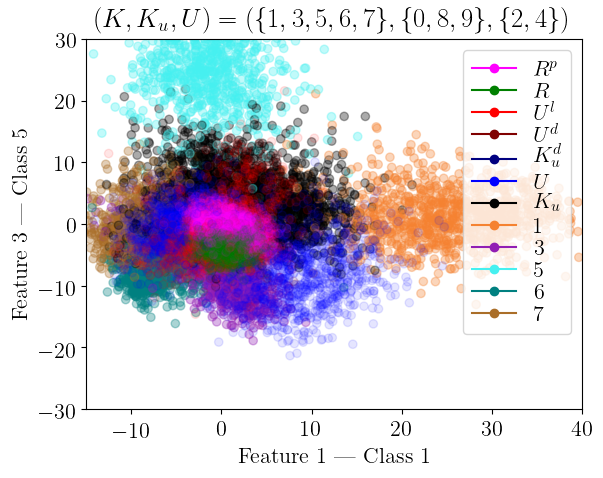 (K, K_u, U) = ({1, 3, 5, 6, 7}, {0, 8, 9}, {2, 4})
30
20
10
0
−10
−20
−30
Feature 3 — Class 5
R^p
R
U^l
U^d
K_u^d
U
K_u
1
3
5
6
7
−10
0
10
20
30
40
Feature 1 — Class 1